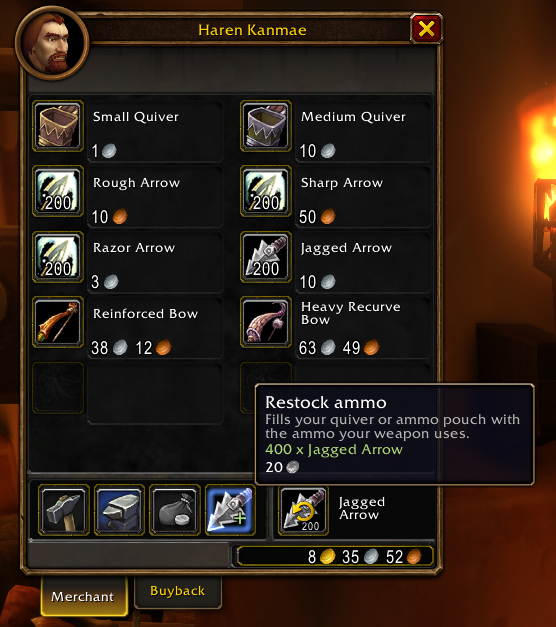 Haren Kanmae
Small Quiver
1
Medium Quiver
10
200
Rough Arrow
10
200
Sharp Arrow
50
200
Razor Arrow
3
200
Jagged Arrow
10
Reinforced Bow
38 12
Heavy Recurve
Bow
63 49
Restock ammo
Fills your quiver or ammo pouch with
the ammo your weapon uses.
400 x Jagged Arrow
20
200
Jagged
Arrow
8 35 52
Merchant
Buyback